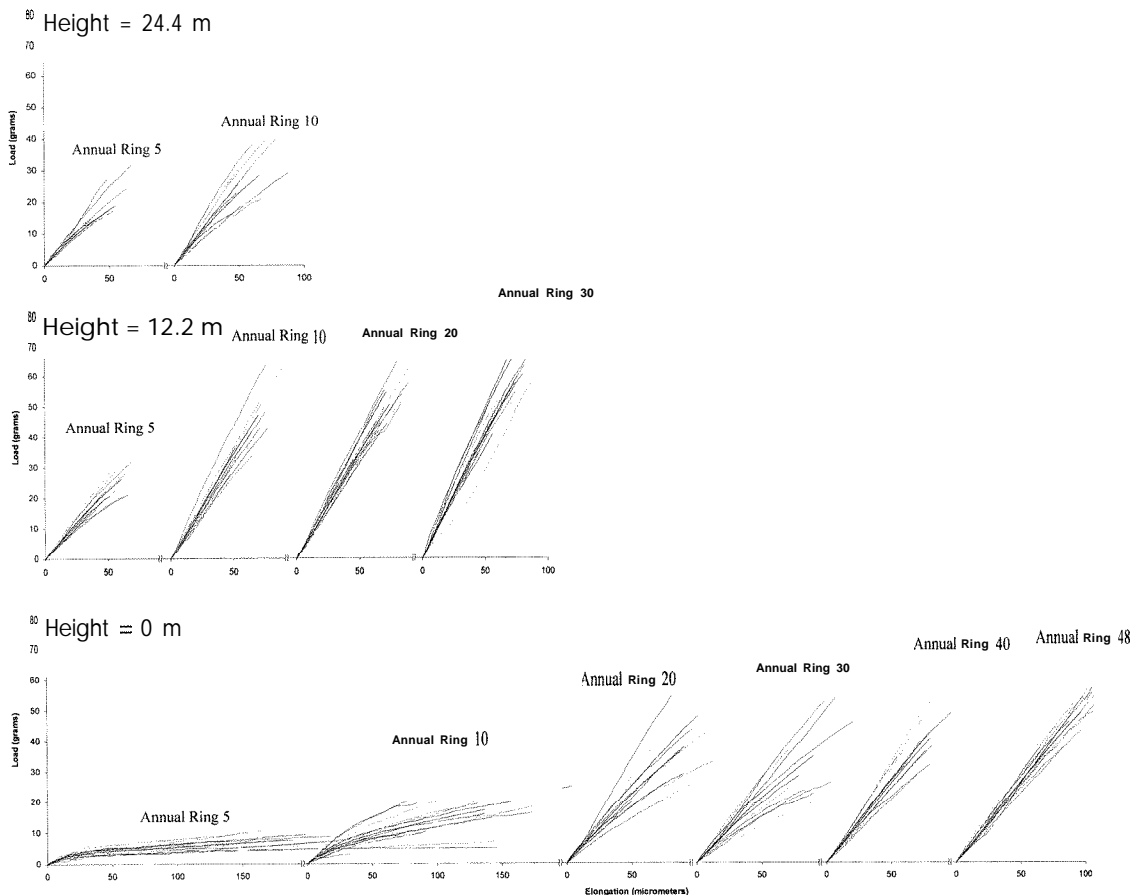 80
Height = 24.4 m
70
60
50
40
30
20
10
0
Load (grams)
Annual Ring 5
Annual Ring 10
0 50 0 50 100
Annual Ring 30
80
Height = 12.2 m
Annual Ring 10
Annual Ring 20
70
60
50
40
30
20
10
0
Load (grams)
Annual Ring 5
0 50 0 50 0 50 0 50 100
80
Height = 0 m
70
60
50
40
30
20
10
0
Load (grams)
Annual Ring 5
Annual Ring 10
Annual Ring 20
Annual Ring 30
Annual Ring 40
Annual Ring 48
0 50 100 150 0 50 100 150 0 50 0 50 0 50 0 50 100
Elongation (micrometers)